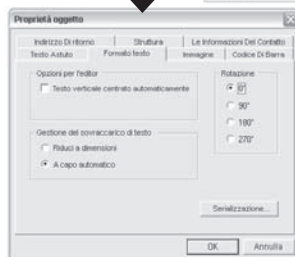 Proprietà oggetto
Indirizzo Di ritorno Struttura Le Informazioni Del Contatto
Testo Astuto Formato testo Immagine Codice Di Barra
Opzioni per l'editor
Testo verticale centrato automaticamente
Rotazione
0°
90°
180°
270°
Gestione del sovraccarico di testo
Riduci a dimensioni
A capo automatico
Serializzazione...
OK Annulla